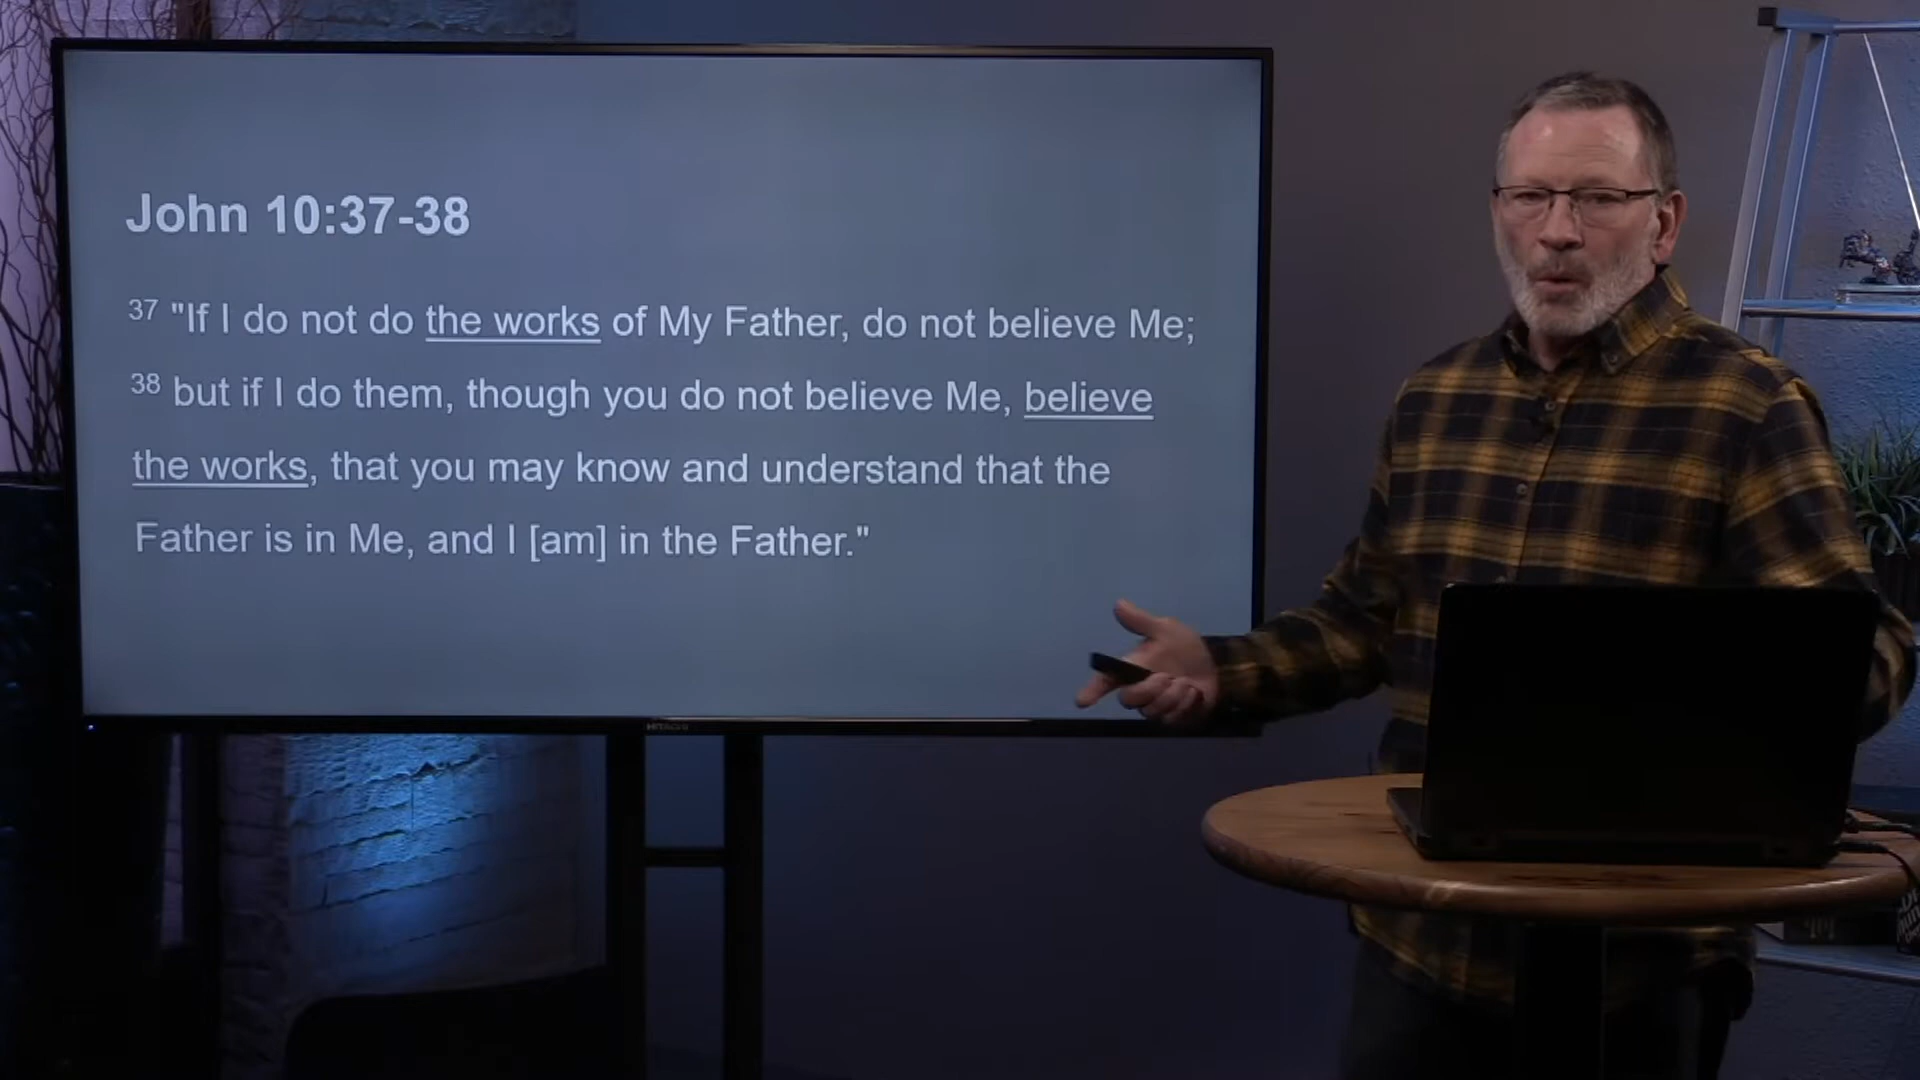 John 10:37-38
37 "If I do not do the works of My Father, do not believe Me;
38 but if I do them, though you do not believe Me, believe
the works, that you may know and understand that the
Father is in Me, and I [am] in the Father."
HITACHI